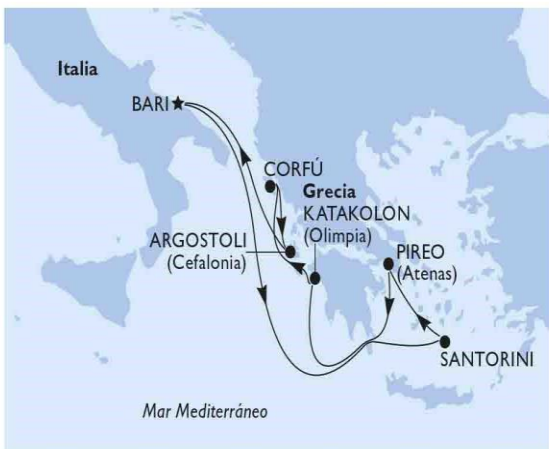 Italia
BARI
CORFÚ
Grecia
KATAKOLON
(Olimpia)
ARGOSTOLI
(Cefalonia)
PIREO
(Atenas)
SANTORINI
Mar Mediterráneo